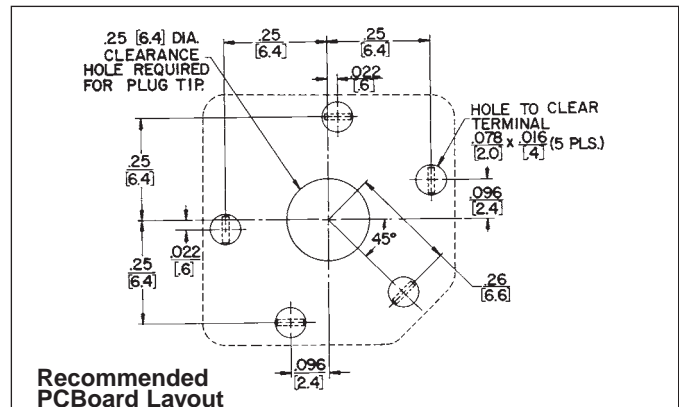 .25 [6.4] DIA.
CLEARANCE
HOLE REQUIRED
FOR PLUG TIP.
.25
[6.4]
.25
[6.4]
.022
[.6]
HOLE TO CLEAR
TERMINAL
.078 x .016 (5 PLS.)
[2.0] .4]
.25
[6.4]
.096
[2.4]
45°
.022
[.6]
.25
[6.4]
.26
[6.6]
.096
[2.4]
Recommended
PCBoard Layout